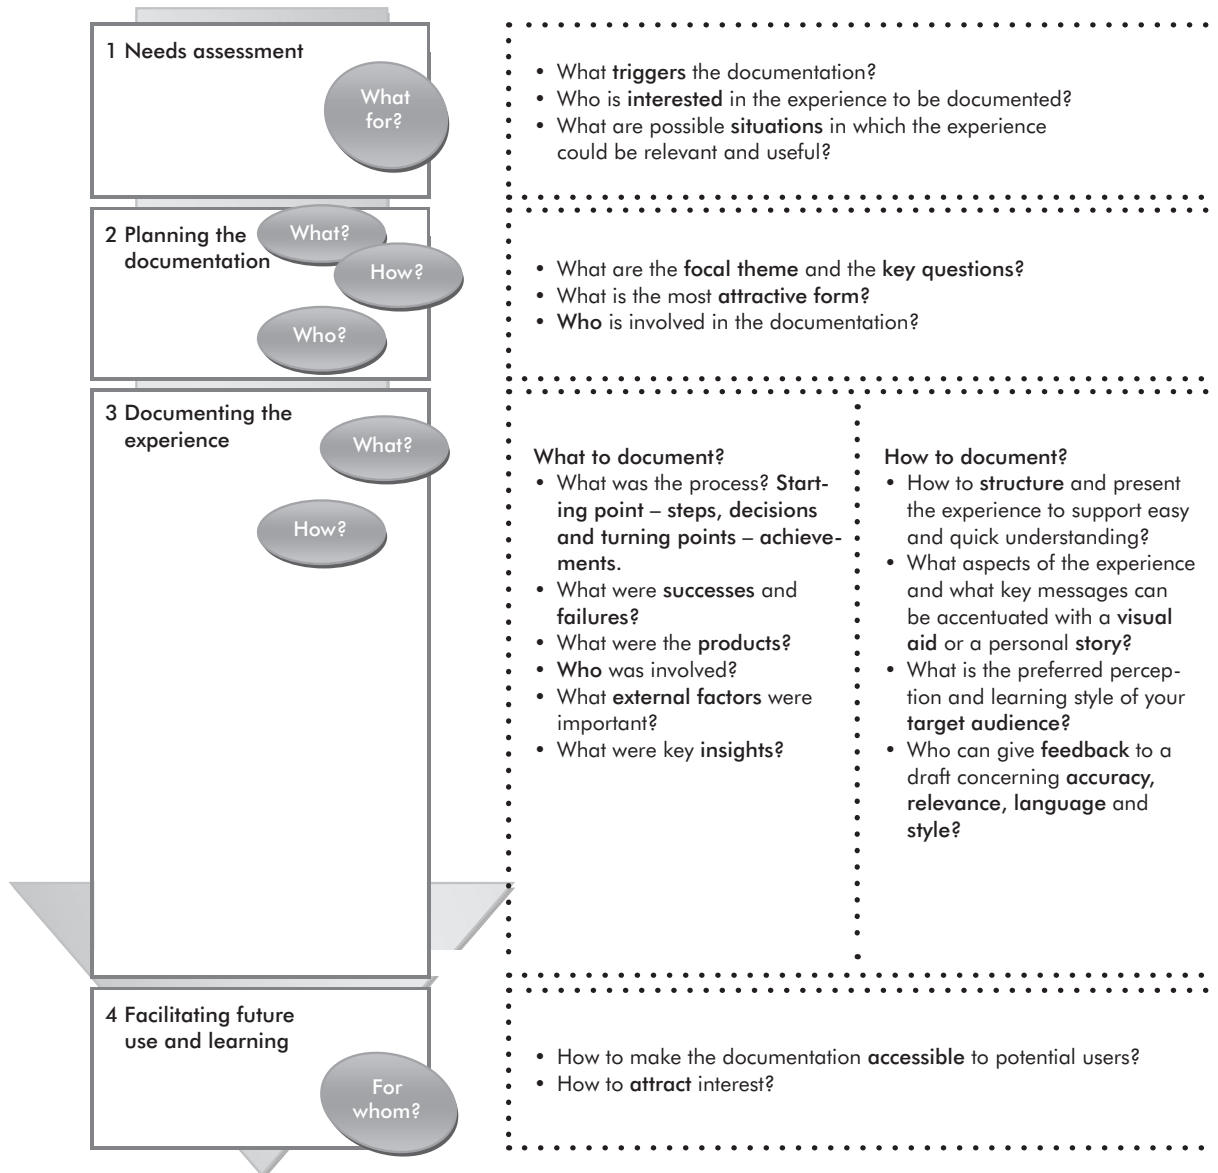 1 Needs assessment
What
for?
• What triggers the documentation?
• Who is interested in the experience to be documented?
• What are possible situations in which the experience
could be relevant and useful?
2 Planning the
documentation
What?
How?
Who?
• What are the focal theme and the key questions?
• What is the most attractive form?
• Who is involved in the documentation?
3 Documenting the
experience
What?
How?
What to document?
• What was the process? Start-
ing point – steps, decisions
and turning points – achieve-
ments.
• What were successes and
failures?
• What were the products?
• Who was involved?
• What external factors were
important?
• What were key insights?
How to document?
• How to structure and present
the experience to support easy
and quick understanding?
• What aspects of the experience
and what key messages can
be accentuated with a visual
aid or a personal story?
• What is the preferred percep-
tion and learning style of your
target audience?
• Who can give feedback to a
draft concerning accuracy,
relevance, language and
style?
4 Facilitating future
use and learning
For
whom?
• How to make the documentation accessible to potential users?
• How to attract interest?